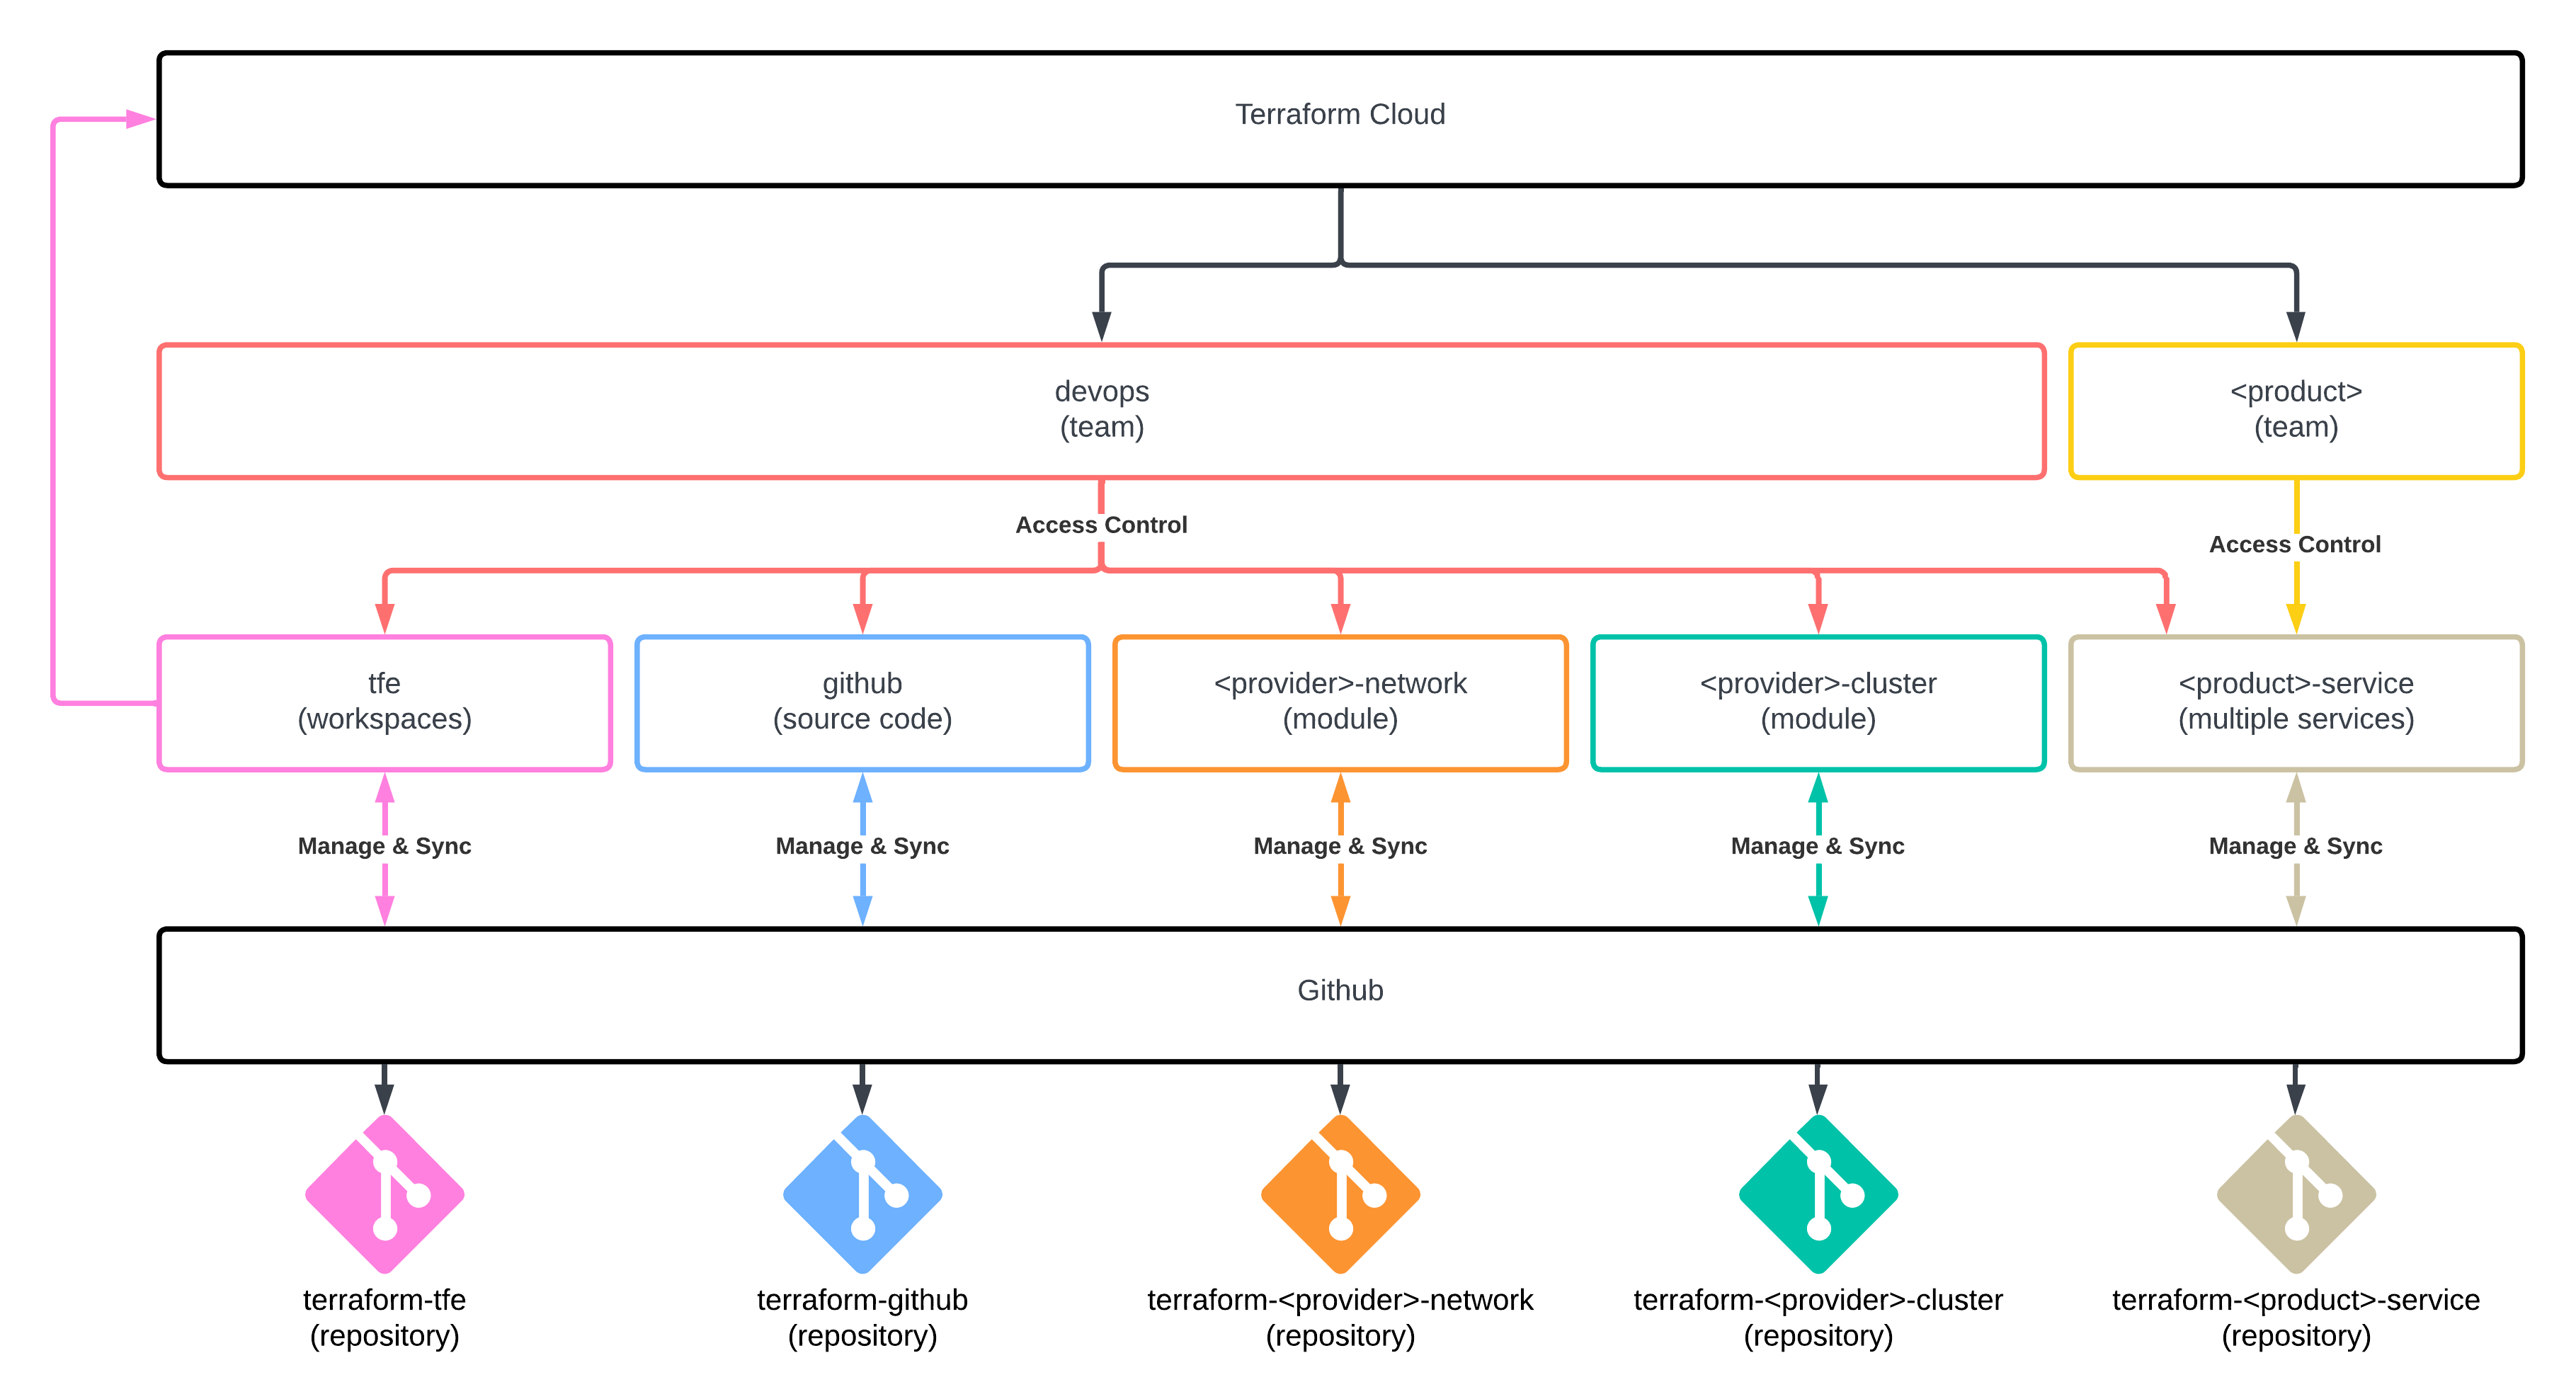 Terraform Cloud
devops
(team)
<product>
(team)
Access Control
Access Control
tfe
(workspaces)
github
(source code)
<provider>-network
(module)
<provider>-cluster
(module)
<product>-service
(multiple services)
Manage & Sync
Manage & Sync
Manage & Sync
Manage & Sync
Manage & Sync
Github
terraform-tfe
(repository)
terraform-github
(repository)
terraform-<provider>-network
(repository)
terraform-<provider>-cluster
(repository)
terraform-<product>-service
(repository)